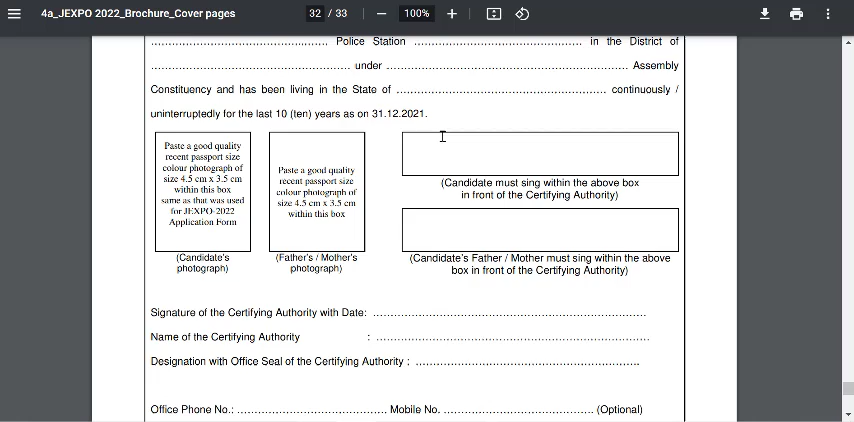 4a_JEXPO 2022_Brochure_Cover pages
32 / 33
100%
................................................ Police Station .............................................. in the District of
...................................................... under ................................................................. Assembly
Constituency and has been living in the State of ......................................................... continuously /
uninterruptedly for the last 10 (ten) years as on 31.12.2021.
Paste a good quality
recent passport size
colour photograph of
size 4.5 cm x 3.5 cm
within this box
same as that was used
for JEXPO-2022
Application Form
(Candidate's
photograph)
Paste a good quality
recent passport size
colour photograph of
size 4.5 cm x 3.5 cm
within this box
(Father's / Mother's
photograph)
(Candidate must sing within the above box
in front of the Certifying Authority)
(Candidate's Father / Mother must sing within the above
box in front of the Certifying Authority)
Signature of the Certifying Authority with Date: ..........................................................................
Name of the Certifying Authority : ..........................................................................
Designation with Office Seal of the Certifying Authority : ............................................................
Office Phone No.: ......................................... Mobile No. ......................................... (Optional)